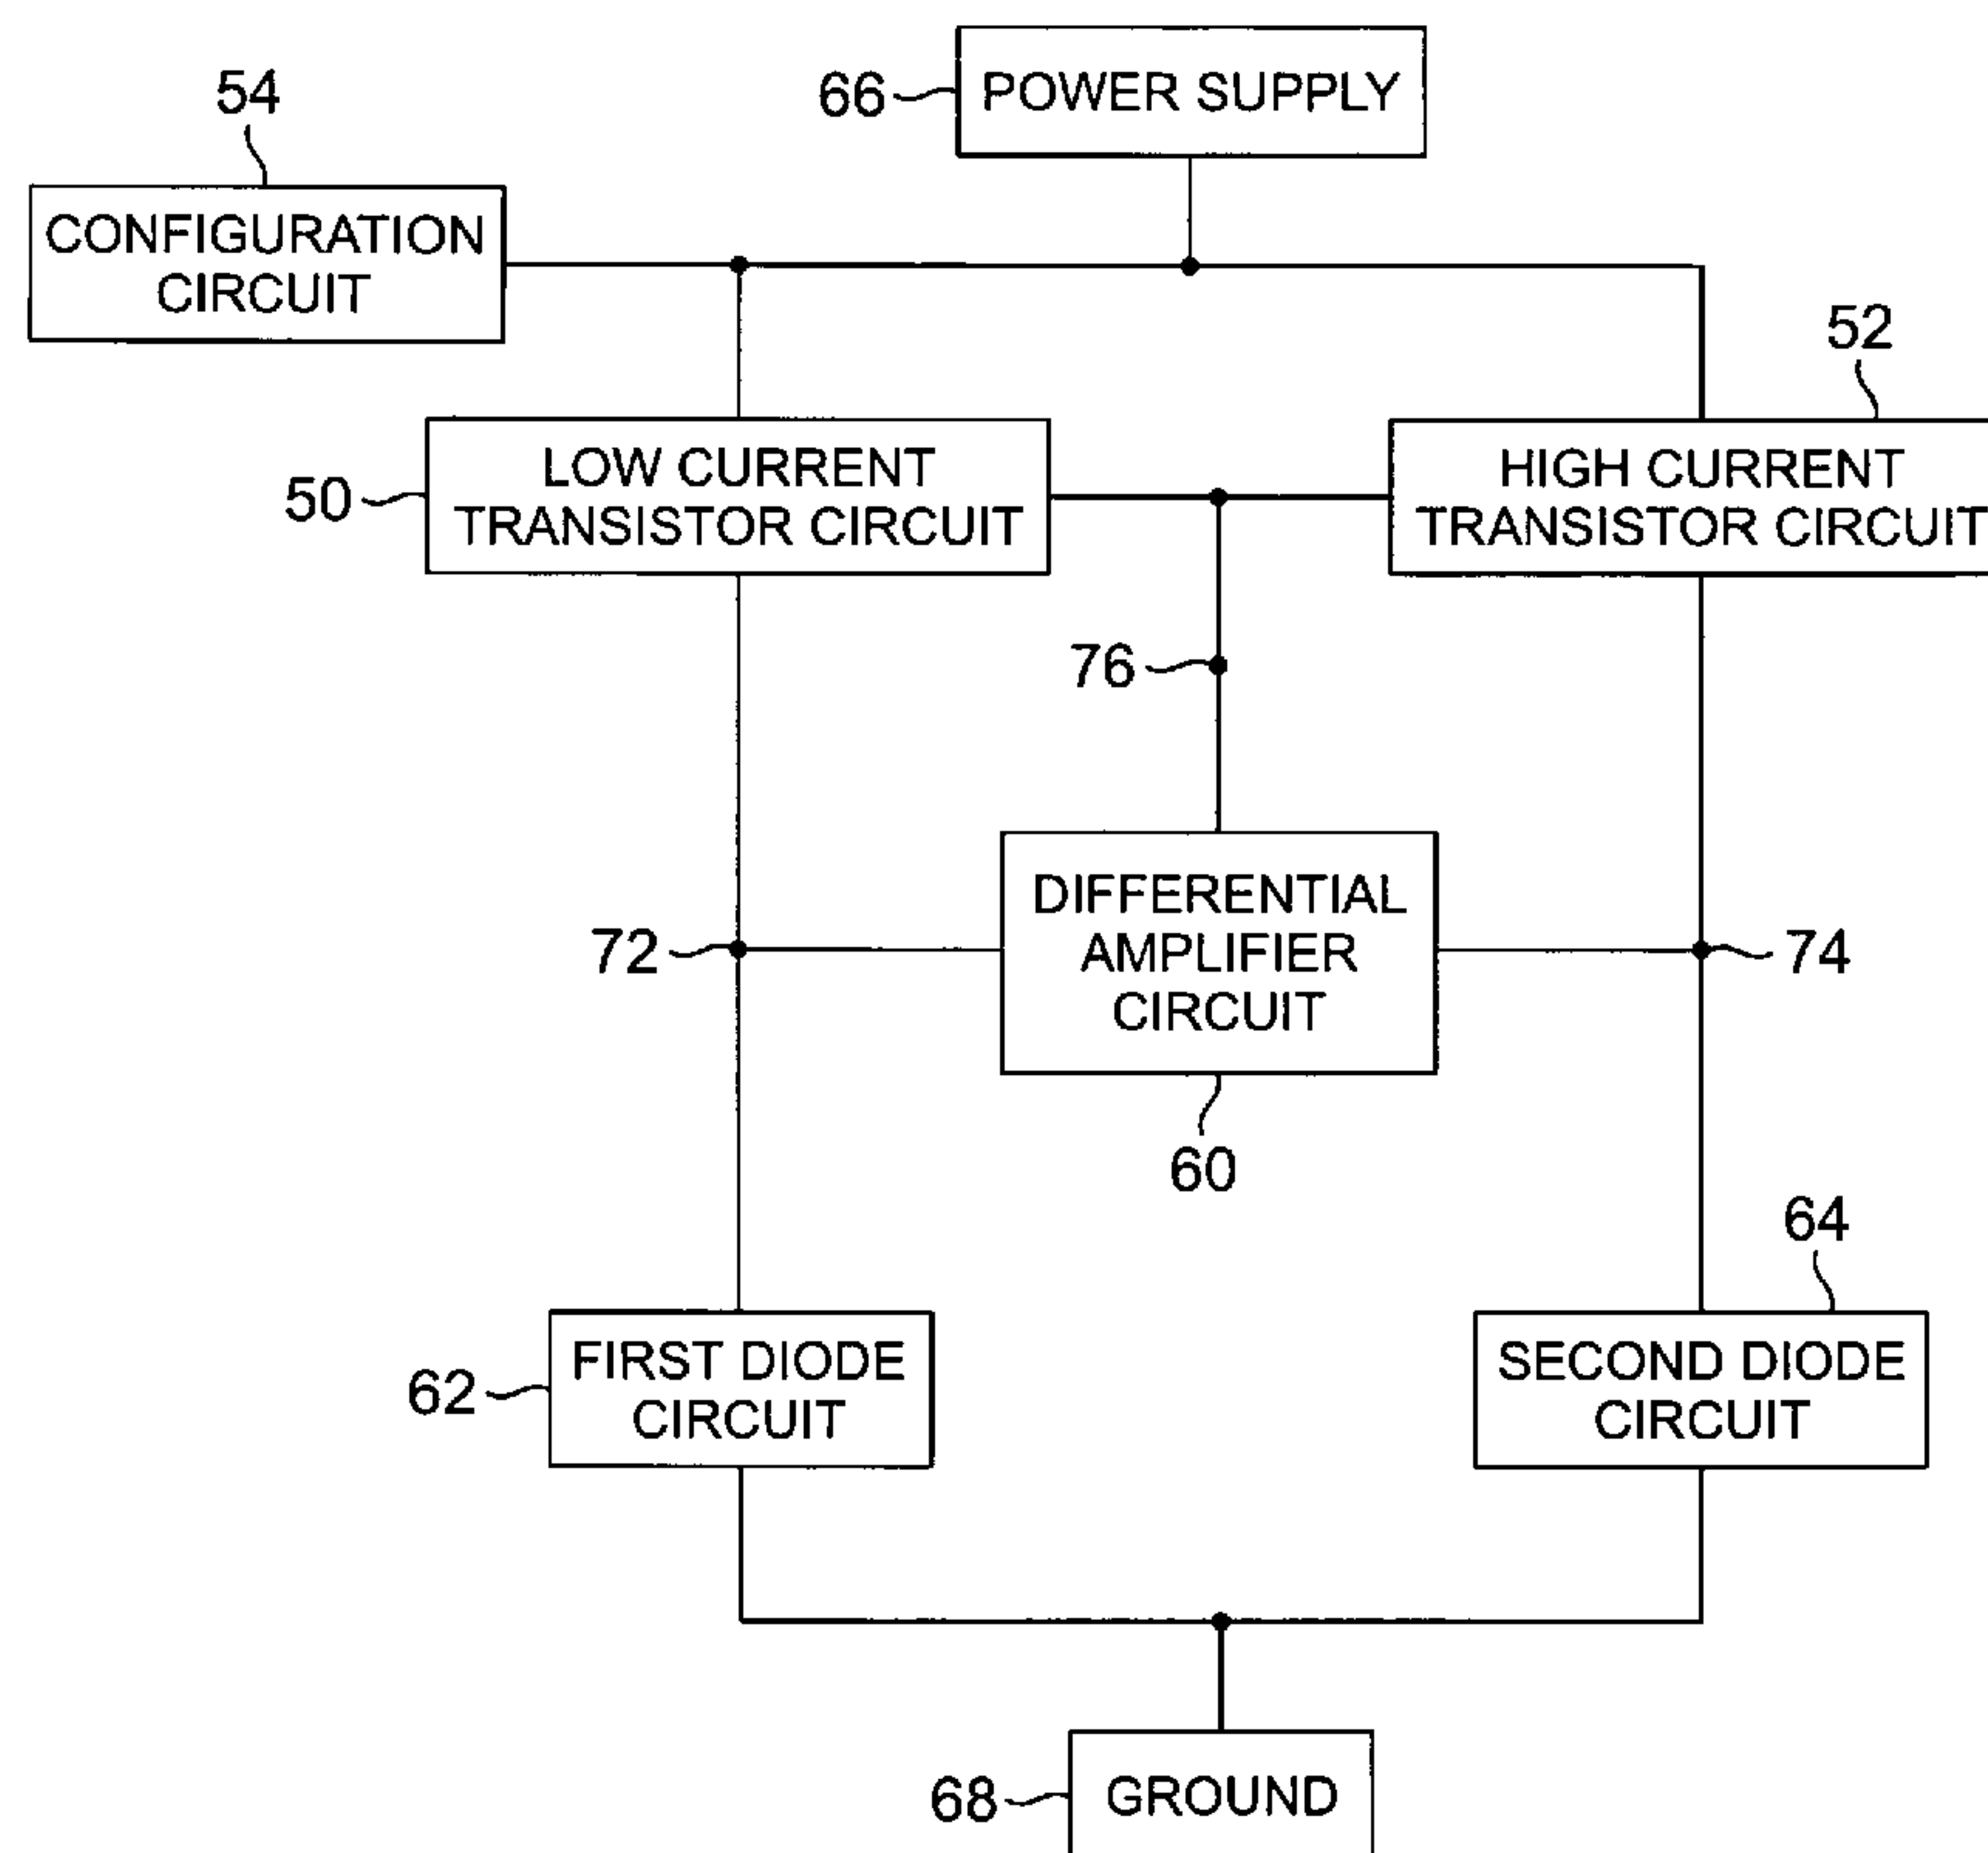 54
66
POWER SUPPLY
CONFIGURATION
CIRCUIT
52
50
LOW CURRENT
TRANSISTOR CIRCUIT
HIGH CURRENT
TRANSISTOR CIRCUIT
76
72
DIFFERENTIAL
AMPLIFIER
CIRCUIT
74
60
64
62
FIRST DIODE
CIRCUIT
SECOND DIODE
CIRCUIT
68
GROUND